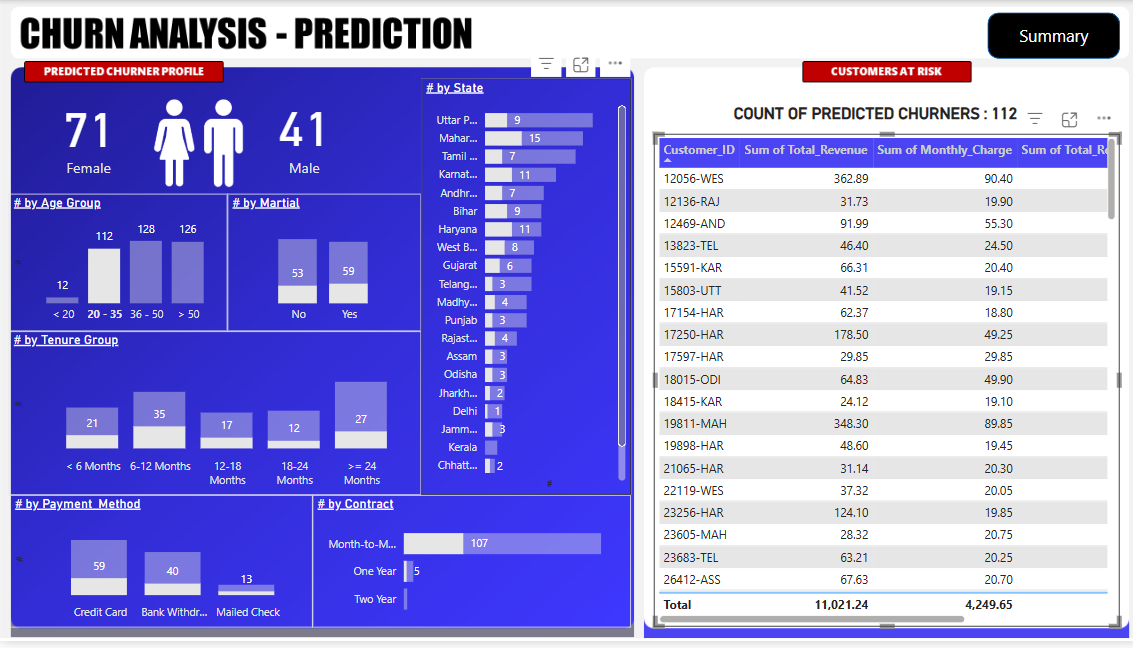 CHURN ANALYSIS - PREDICTION
Summary
PREDICTED CHURNER PROFILE
71
Female
41
Male
# by Age Group
12
112
128
126
< 20
20 - 35
36 - 50
> 50
# by Martial
53
59
No
Yes
# by Tenure Group
21
35
17
12
27
< 6 Months
6-12 Months
12-18 Months
18-24 Months
>= 24 Months
# by Payment_Method
59
40
13
Credit Card
Bank Withdr...
Mailed Check
# by State
Uttar P... 9
Mahar... 15
Tamil ... 7
Karnat... 11
Andhr... 7
Bihar 9
Haryana 11
West B... 8
Gujarat 6
Telang... 3
Madhy... 4
Punjab 3
Rajast... 4
Assam 3
Odisha 3
Jharkh... 2
Delhi 1
Jamm... 3
Kerala
Chhatt... 2
#
# by Contract
Month-to-M... 107
One Year 5
Two Year
CUSTOMERS AT RISK
COUNT OF PREDICTED CHURNERS : 112
Customer_ID Sum of Total_Revenue Sum of Monthly_Charge Sum of Total_Re
12056-WES 362.89 90.40
12136-RAJ 31.73 19.90
12469-AND 91.99 55.30
13823-TEL 46.40 24.50
15591-KAR 66.31 20.40
15803-UTT 41.52 19.15
17154-HAR 62.37 18.80
17250-HAR 178.50 49.25
17597-HAR 29.85 29.85
18015-ODI 64.83 49.90
18415-KAR 24.12 19.10
19811-MAH 348.30 89.85
19898-HAR 48.60 19.45
21065-HAR 31.14 20.30
22119-WES 37.32 20.05
23256-HAR 124.10 19.85
23605-MAH 28.32 20.75
23683-TEL 63.21 20.25
26412-ASS 67.63 20.70
Total 11,021.24 4,249.65